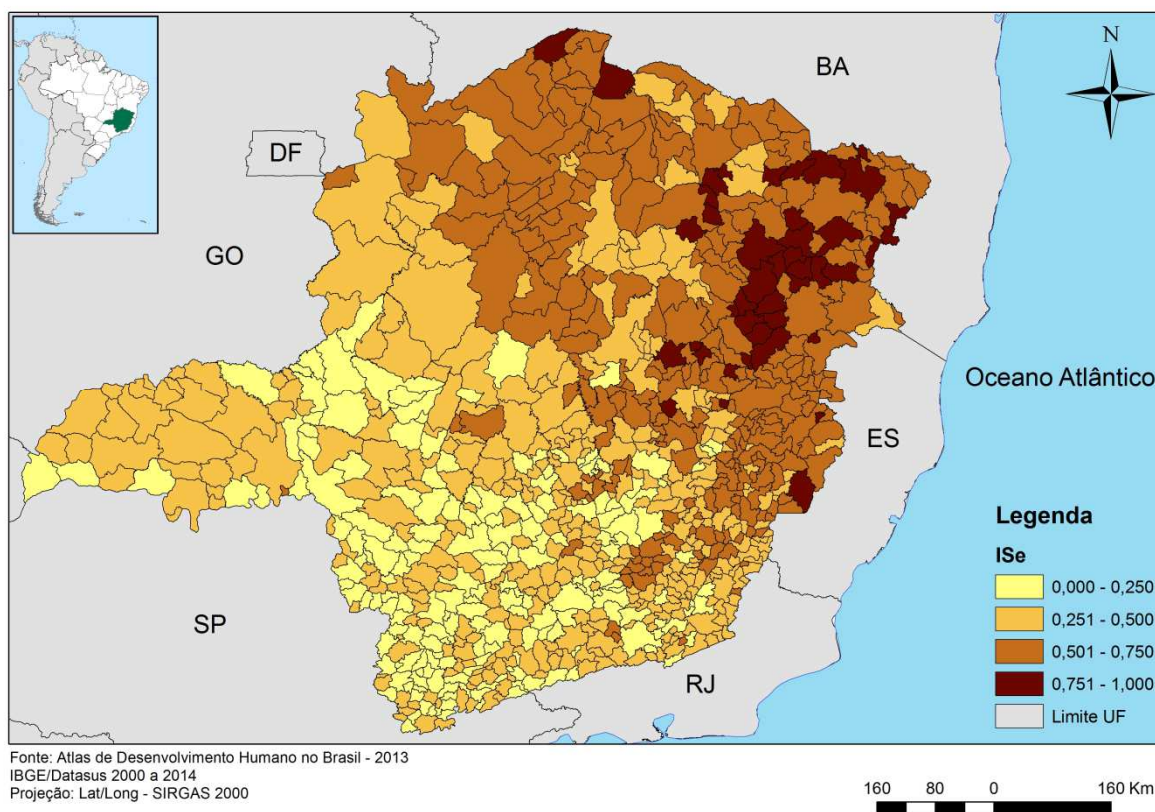 N
BA
DF
GO
Oceano Atlântico
ES
SP
RJ
Legenda
ISe
0,000 - 0,250
0,251 - 0,500
0,501 - 0,750
0,751 - 1,000
Limite UF
Fonte: Atlas de Desenvolvimento Humano no Brasil - 2013
IBGE/Datasus 2000 a 2014
Projeção: Lat/Long - SIRGAS 2000
160 80 0 160 Km